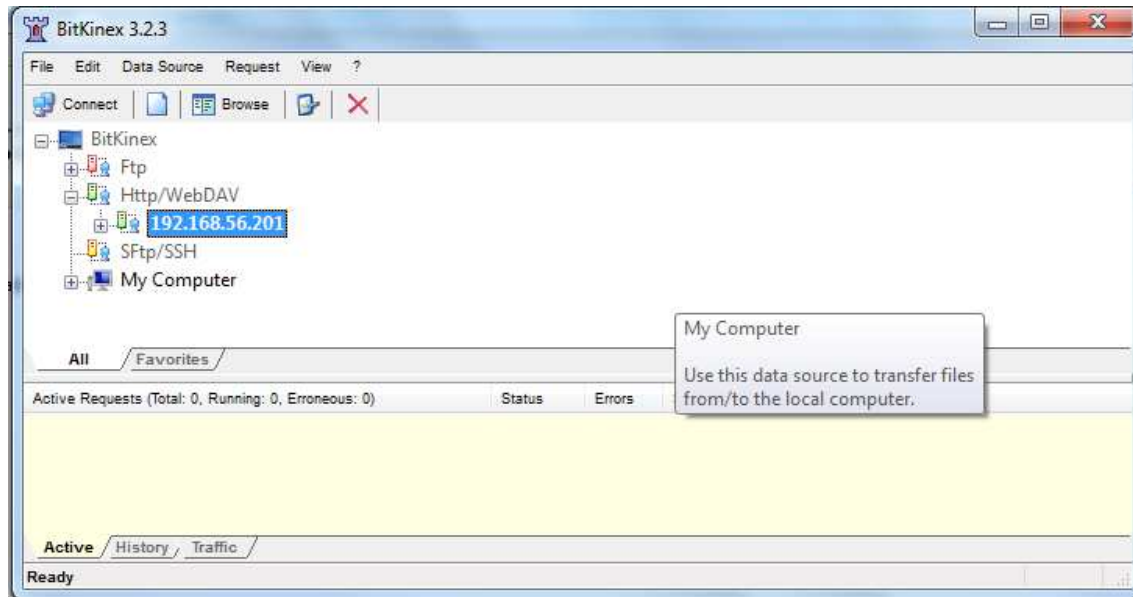 BitKinex 3.2.3
File Edit Data Source Request View ?
Connect Browse
BitKinex
Ftp
Http/WebDAV
192.168.56.201
SFtp/SSH
My Computer
My Computer
Use this data source to transfer files
from/to the local computer.
All Favorites
Active Requests (Total: 0, Running: 0, Erroneous: 0) Status Errors
Active History Traffic
Ready